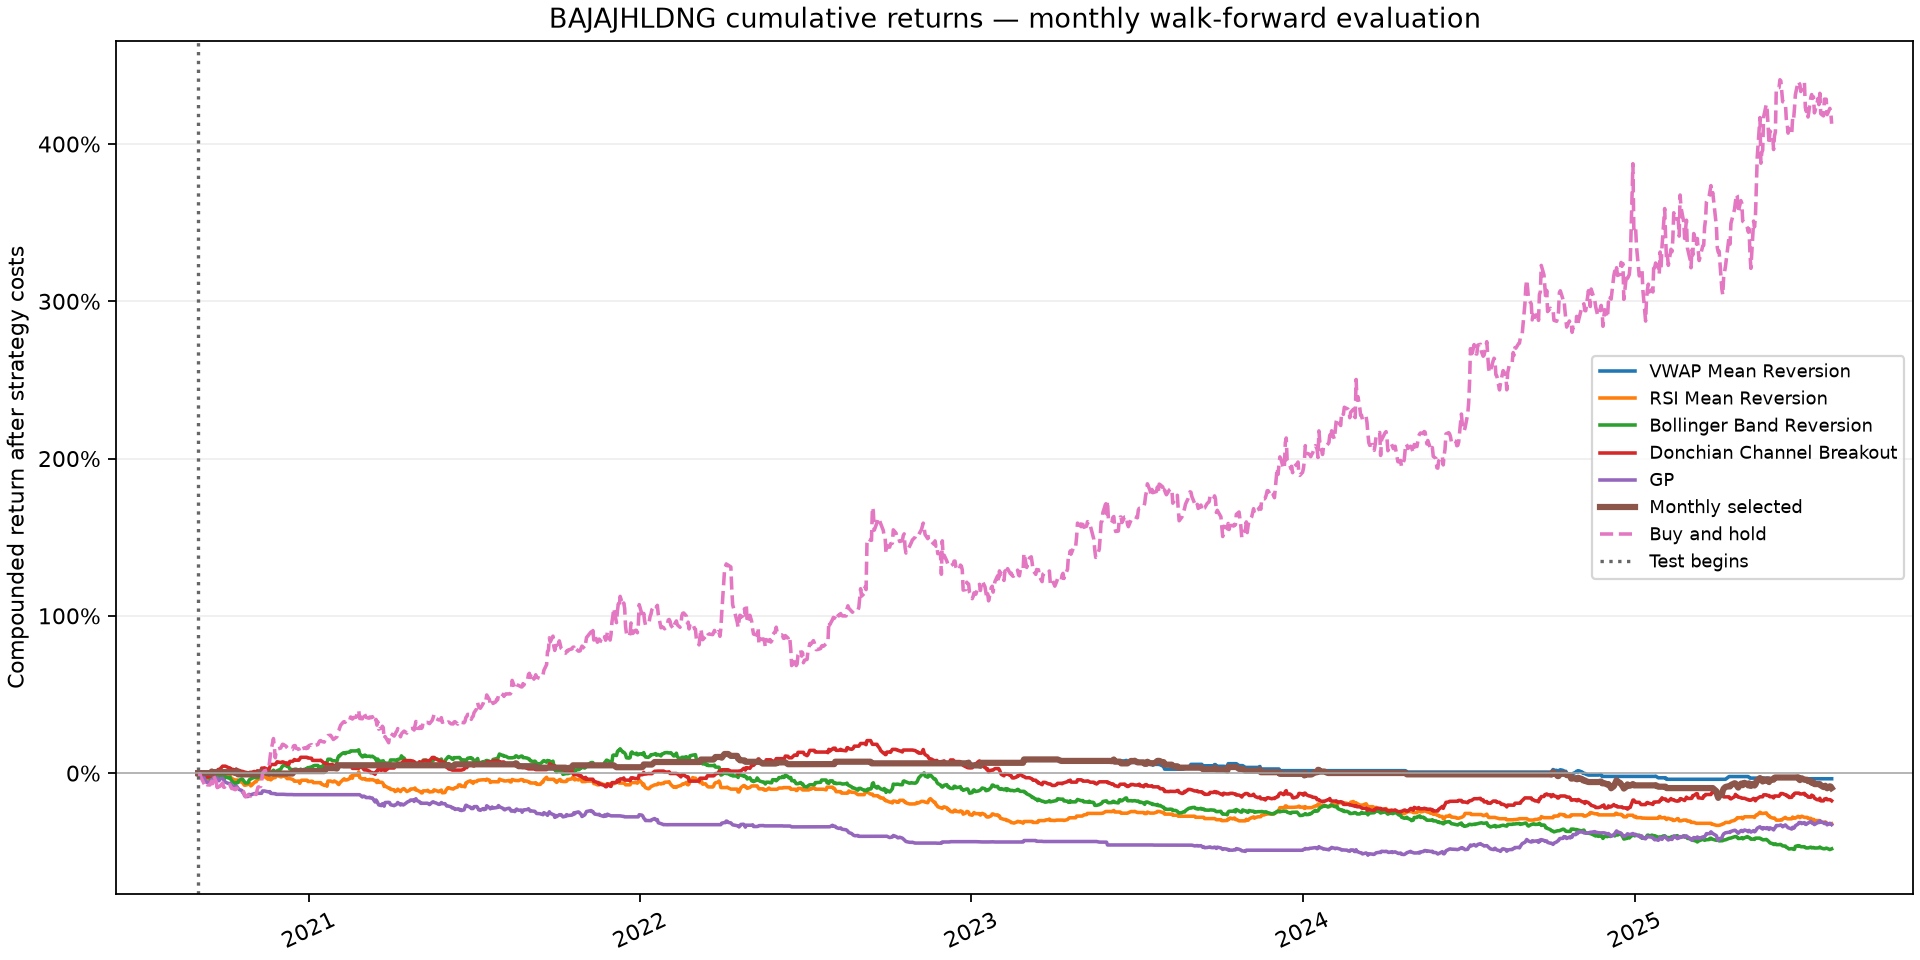 BAJAJHLDNG cumulative returns — monthly walk-forward evaluation
Compounded return after strategy costs
400%
300%
200%
100%
0%
VWAP Mean Reversion
RSI Mean Reversion
Bollinger Band Reversion
Donchian Channel Breakout
GP
Monthly selected
Buy and hold
Test begins
2021
2022
2023
2024
2025